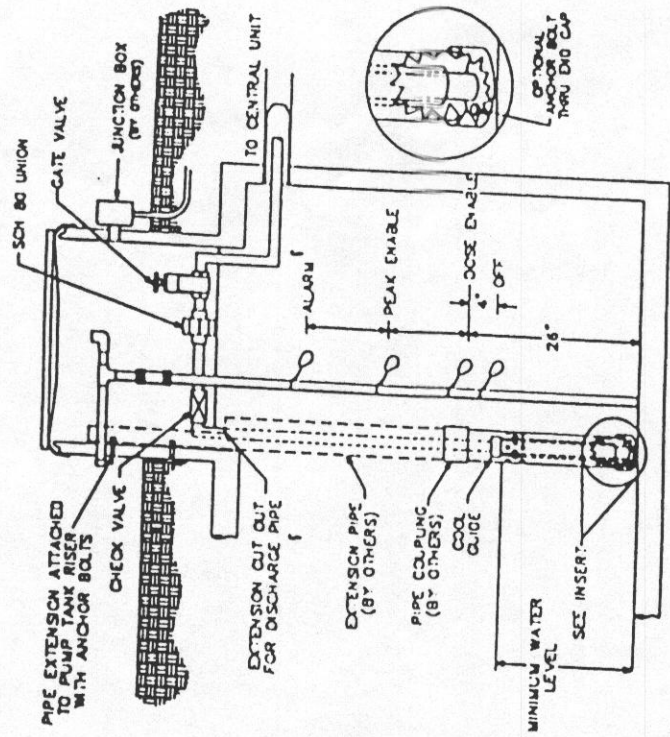 SCH 80 UNION
GATE VALVE
JUNCTION BOX
(BY OTHERS)
PIPE EXTENSION ATTACHED
TO PUMP TANK RISER
WITH ANCHOR BOLTS
CHECK VALVE
TO CENTRAL UNIT
EXTENSION CUT OUT
FOR DISCHARGE PIPE
ALARM
PEAK ENABLE
DOSE ENABLE
4"
OFF
26"
EXTENSION PIPE
(BY OTHERS)
PIPE COUPLING
(BY OTHERS)
COOL
GUIDE
MINIMUM WATER
LEVEL
SEE INSERT
OPTIONAL
ANCHOR BOLT
THRU END CAP